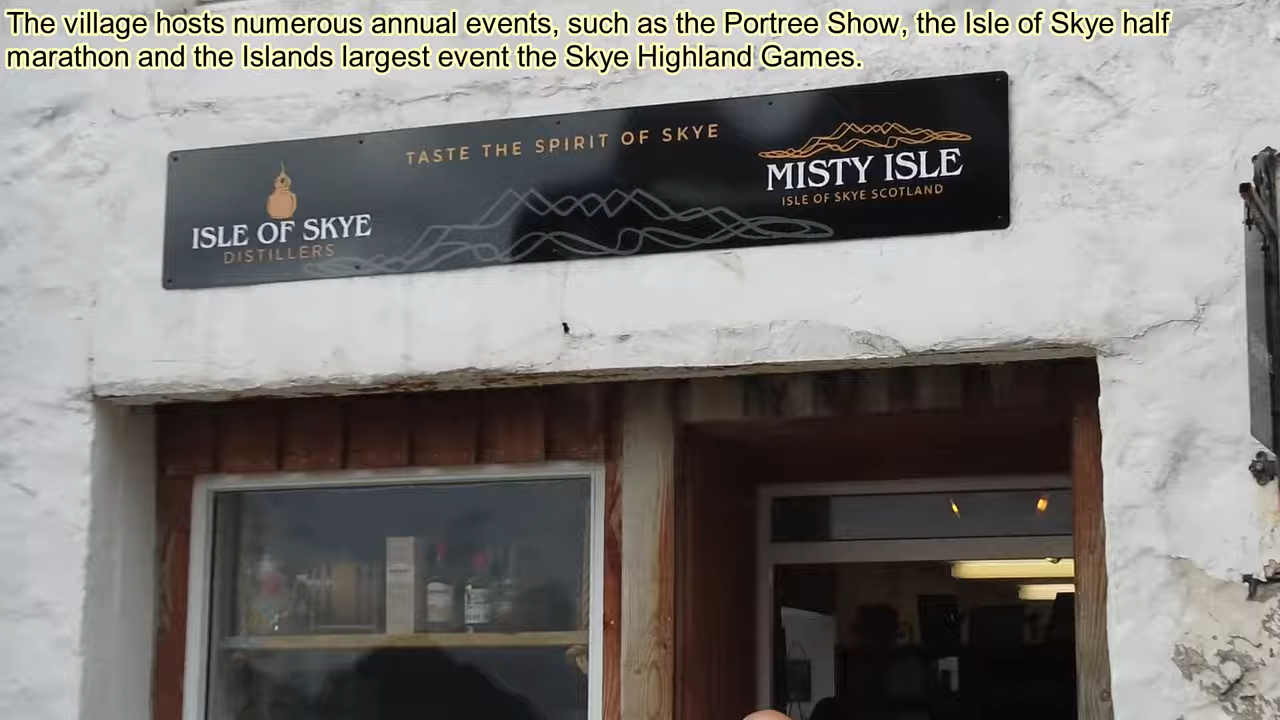 The village hosts numerous annual events, such as the Portree Show, the Isle of Skye half
marathon and the Islands largest event the Skye Highland Games.
TASTE THE SPIRIT OF SKYE
MISTY ISLE
ISLE OF SKYE SCOTLAND
ISLE OF SKYE
DISTILLERS